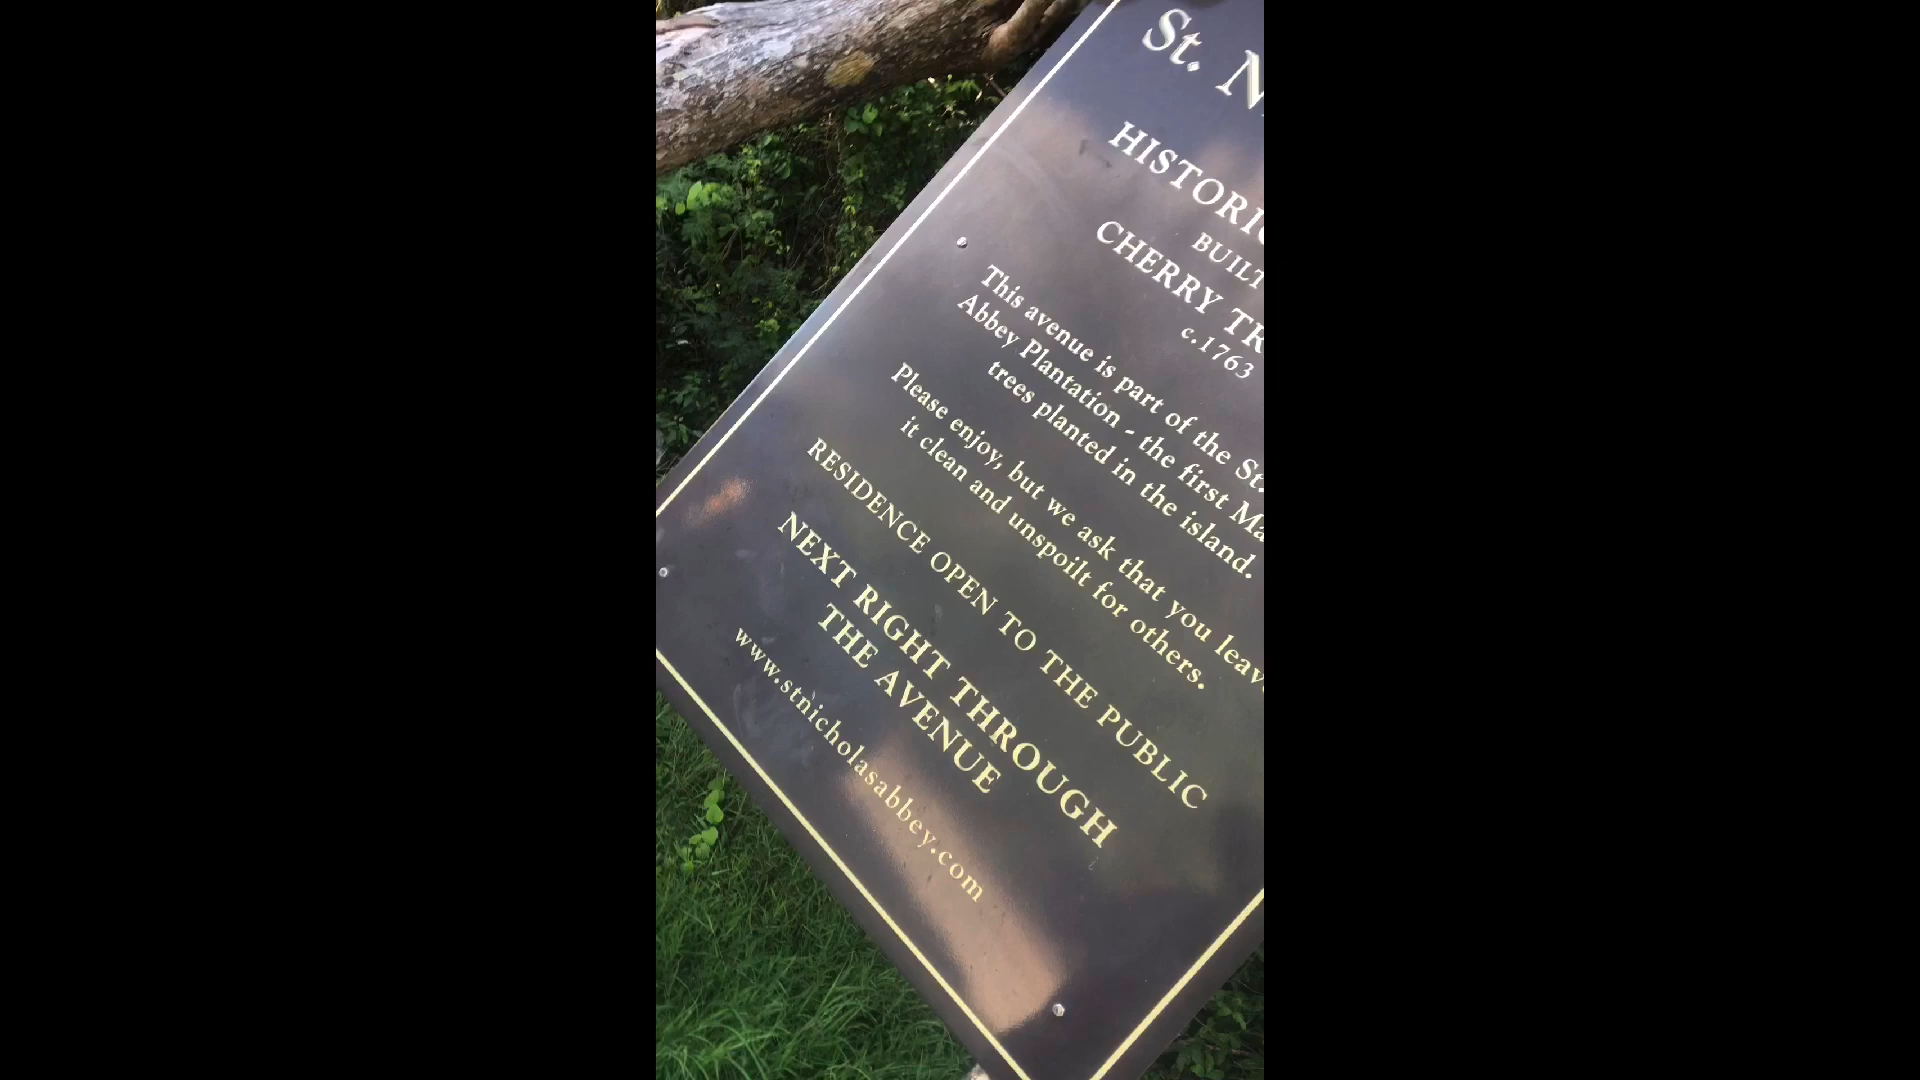 St. N
HISTORIC
BUILT
CHERRY TR
c.1763
This avenue is part of the St.
Abbey Plantation - the first Ma
trees planted in the island.
Please enjoy, but we ask that you leave
it clean and unspoilt for others.
RESIDENCE OPEN TO THE PUBLIC
NEXT RIGHT THROUGH
THE AVENUE
www.stnicholasabbey.com